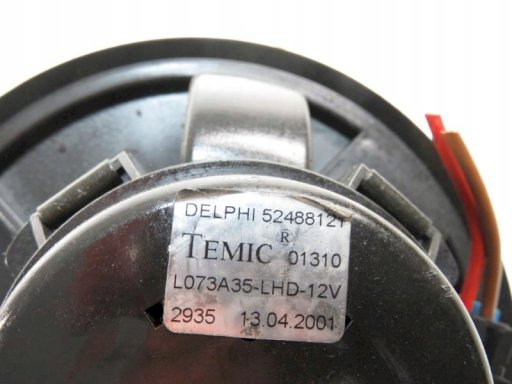 DELPHI 52488121
TEMIC® 01310
L073A35-LHD-12V
2935 13.04.2001